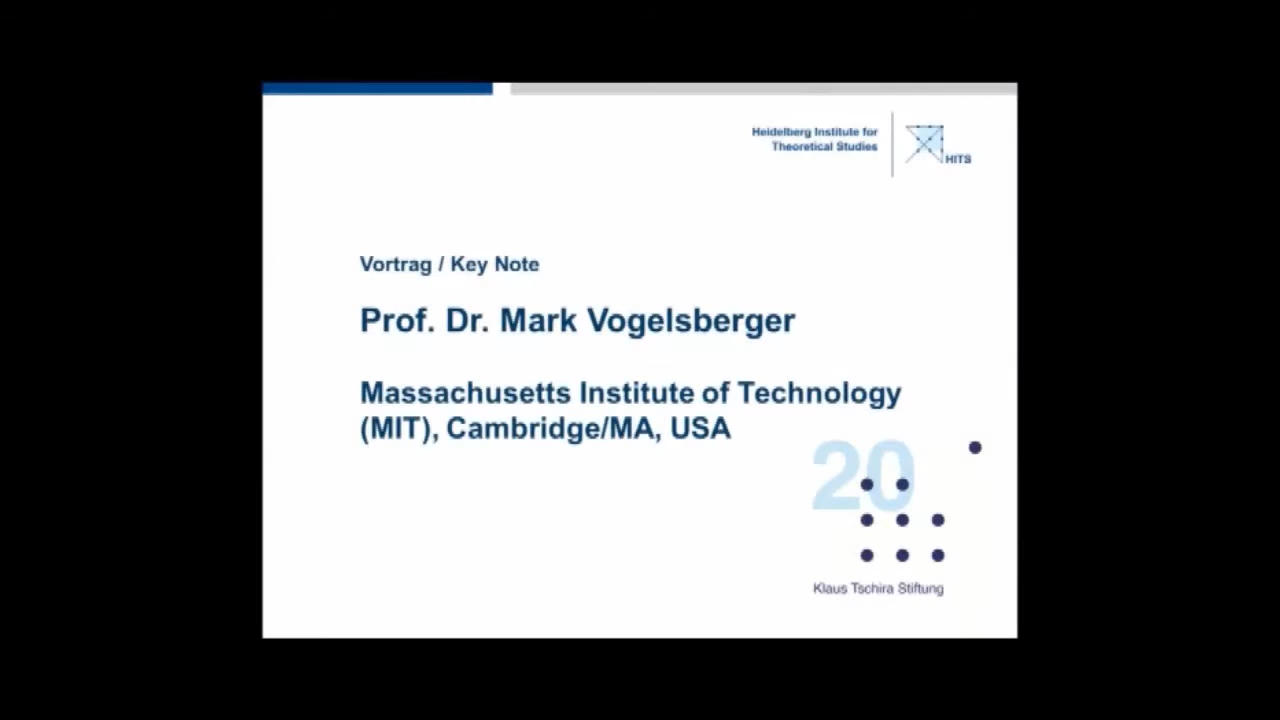 Heidelberg Institute for
Theoretical Studies
HITS
Vortrag / Key Note
Prof. Dr. Mark Vogelsberger
Massachusetts Institute of Technology
(MIT), Cambridge/MA, USA
20
Klaus Tschira Stiftung